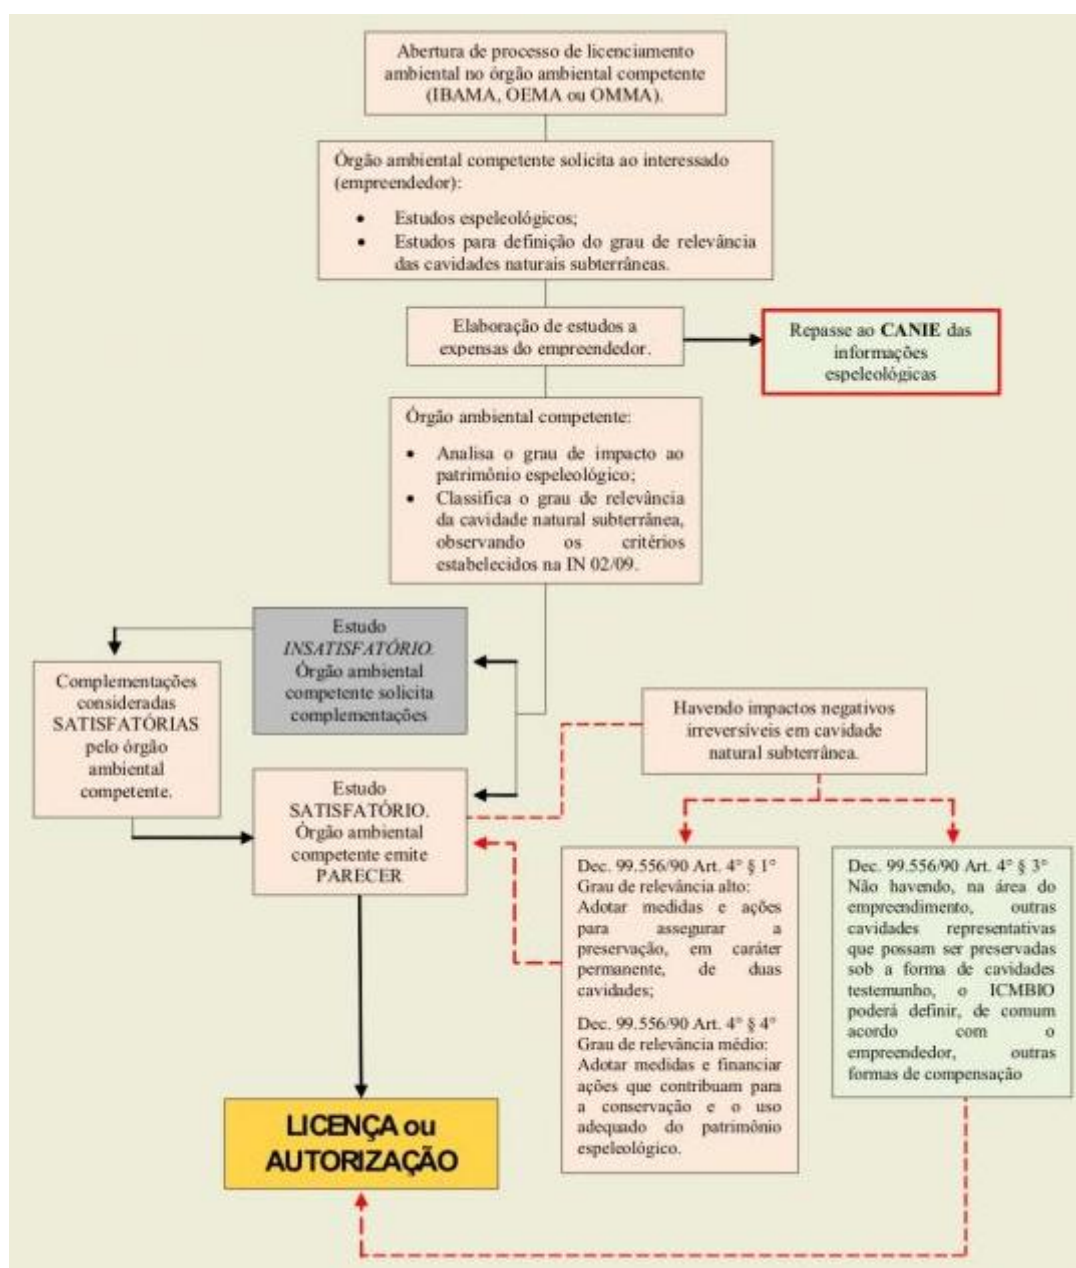 Abertura de processo de licenciamento
ambiental no órgão ambiental competente
(IBAMA, OEMA ou OMMA).
Órgão ambiental competente solicita ao interessado
(empreendedor):
• Estudos espeleológicos;
• Estudos para definição do grau de relevância
das cavidades naturais subterrâneas.
Elaboração de estudos a
expensas do empreendedor.
Repasse ao CANIE das
informações
espeleológicas
Órgão ambiental competente:
• Analisa o grau de impacto ao
patrimônio espeleológico;
• Classifica o grau de relevância
da cavidade natural subterrânea,
observando os critérios
estabelecidos na IN 02/09.
Estudo
INSATISFATÓRIO.
Órgão ambiental
competente solicita
complementações
Complementações
consideradas
SATISFATÓRIAS
pelo órgão
ambiental
competente.
Estudo
SATISFATÓRIO.
Órgão ambiental
competente emite
PARECER
Havendo impactos negativos
irreversíveis em cavidade
natural subterrânea.
Dec. 99.556/90 Art. 4° § 1°
Grau de relevância alto:
Adotar medidas e ações
para assegurar a
preservação, em caráter
permanente, de duas
cavidades;
Dec. 99.556/90 Art. 4° § 4°
Grau de relevância médio:
Adotar medidas e financiar
ações que contribuam para
a conservação e o uso
adequado do patrimônio
espeleológico.
Dec. 99.556/90 Art. 4° § 3°
Não havendo, na área do
empreendimento, outras
cavidades representativas
que possam ser preservadas
sob a forma de cavidades
testemunho, o ICMBIO
poderá definir, de comum
acordo com o
empreendedor, outras
formas de compensação
LICENÇA ou
AUTORIZAÇÃO